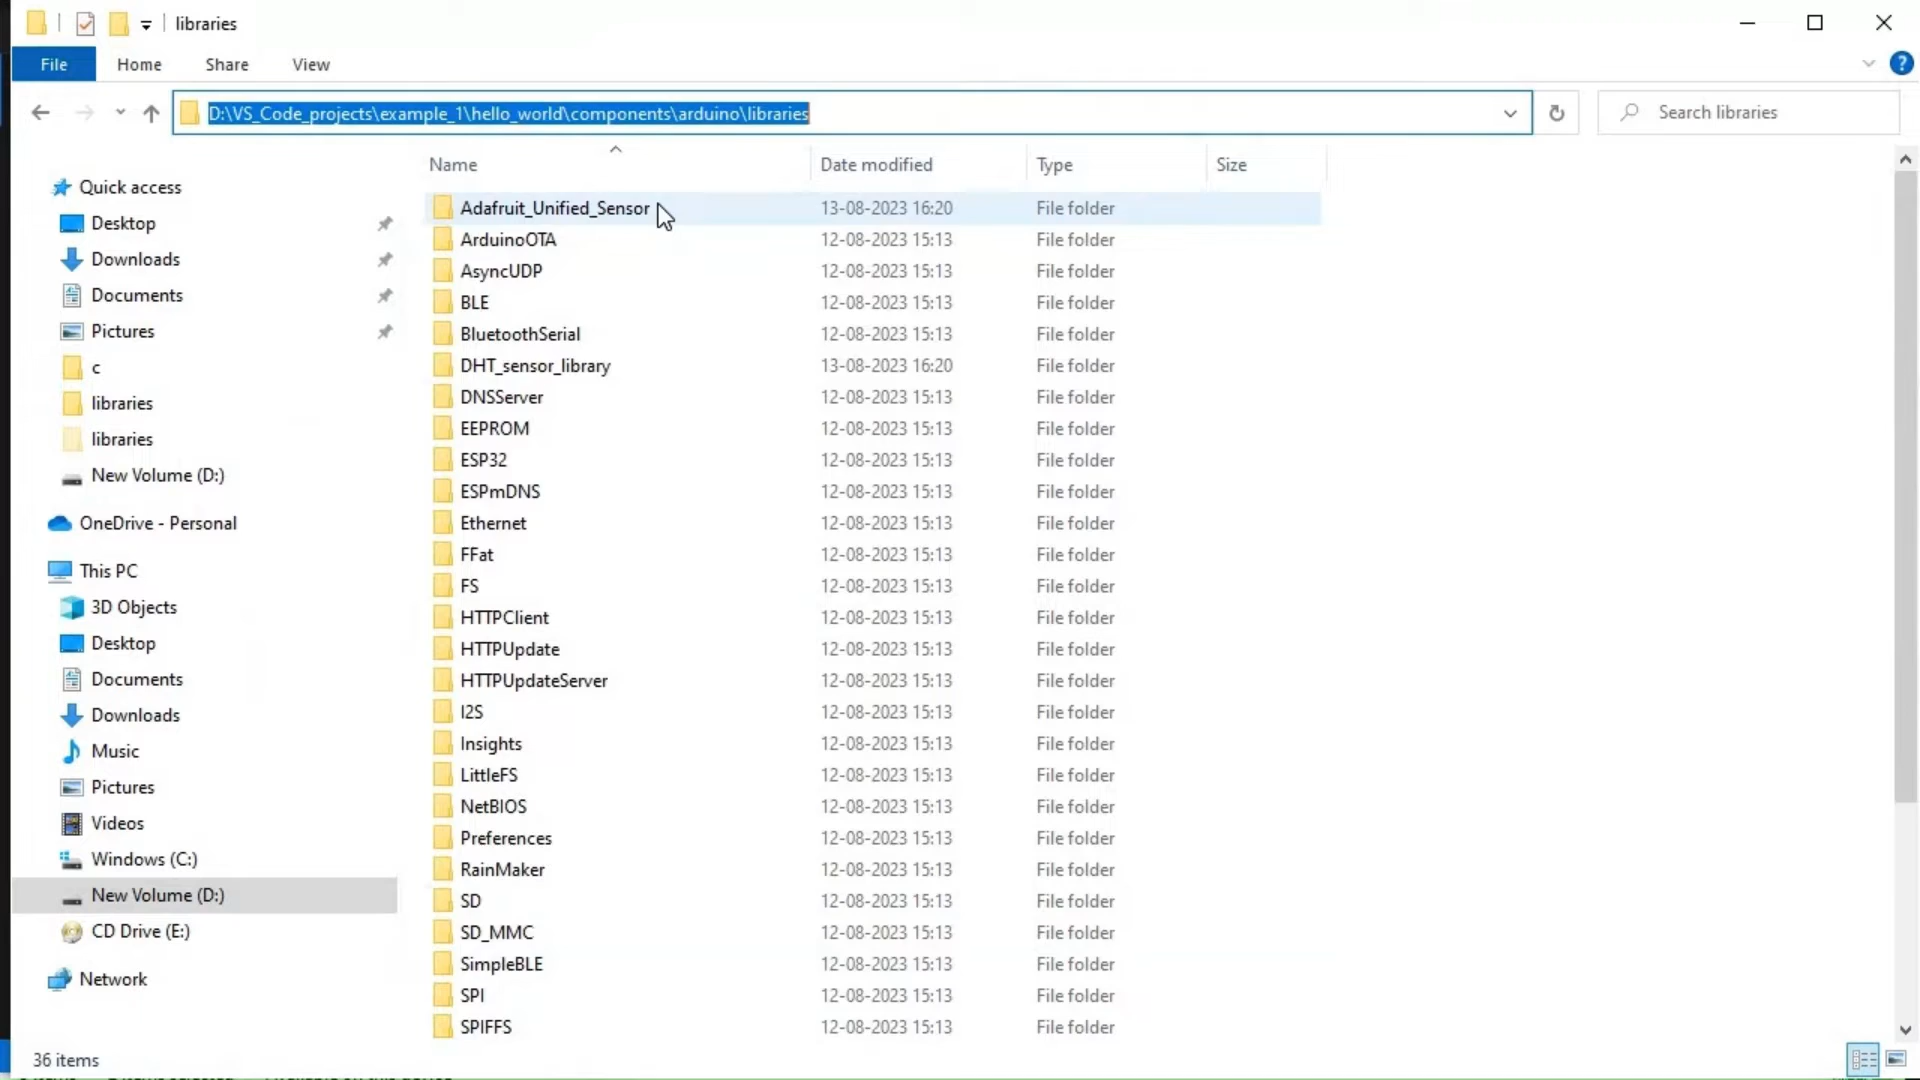 libraries
File Home Share View
D:\VS_Code_projects\example_1\hello_world\components\arduino\libraries
Search libraries
Quick access
Desktop
Downloads
Documents
Pictures
c
libraries
libraries
New Volume (D:)
OneDrive - Personal
This PC
3D Objects
Desktop
Documents
Downloads
Music
Pictures
Videos
Windows (C:)
New Volume (D:)
CD Drive (E:)
Network
Name Date modified Type Size
Adafruit_Unified_Sensor 13-08-2023 16:20 File folder
ArduinoOTA 12-08-2023 15:13 File folder
AsyncUDP 12-08-2023 15:13 File folder
BLE 12-08-2023 15:13 File folder
BluetoothSerial 12-08-2023 15:13 File folder
DHT_sensor_library 13-08-2023 16:20 File folder
DNSServer 12-08-2023 15:13 File folder
EEPROM 12-08-2023 15:13 File folder
ESP32 12-08-2023 15:13 File folder
ESPmDNS 12-08-2023 15:13 File folder
Ethernet 12-08-2023 15:13 File folder
FFat 12-08-2023 15:13 File folder
FS 12-08-2023 15:13 File folder
HTTPClient 12-08-2023 15:13 File folder
HTTPUpdate 12-08-2023 15:13 File folder
HTTPUpdateServer 12-08-2023 15:13 File folder
I2S 12-08-2023 15:13 File folder
Insights 12-08-2023 15:13 File folder
LittleFS 12-08-2023 15:13 File folder
NetBIOS 12-08-2023 15:13 File folder
Preferences 12-08-2023 15:13 File folder
RainMaker 12-08-2023 15:13 File folder
SD 12-08-2023 15:13 File folder
SD_MMC 12-08-2023 15:13 File folder
SimpleBLE 12-08-2023 15:13 File folder
SPI 12-08-2023 15:13 File folder
SPIFFS 12-08-2023 15:13 File folder
36 items